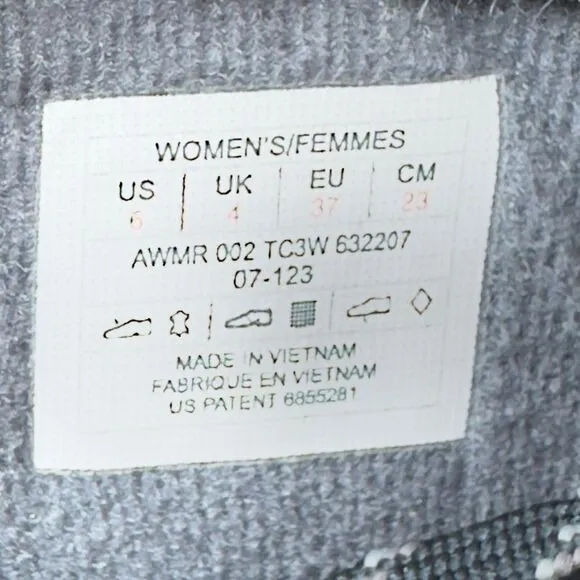 WOMEN'S/FEMMES
US | UK | EU | CM
6 | 4 | 37 | 23
AWMR 002 TC3W 632207
07-123
MADE IN VIETNAM
FABRIQUE EN VIETNAM
US PATENT 6855281